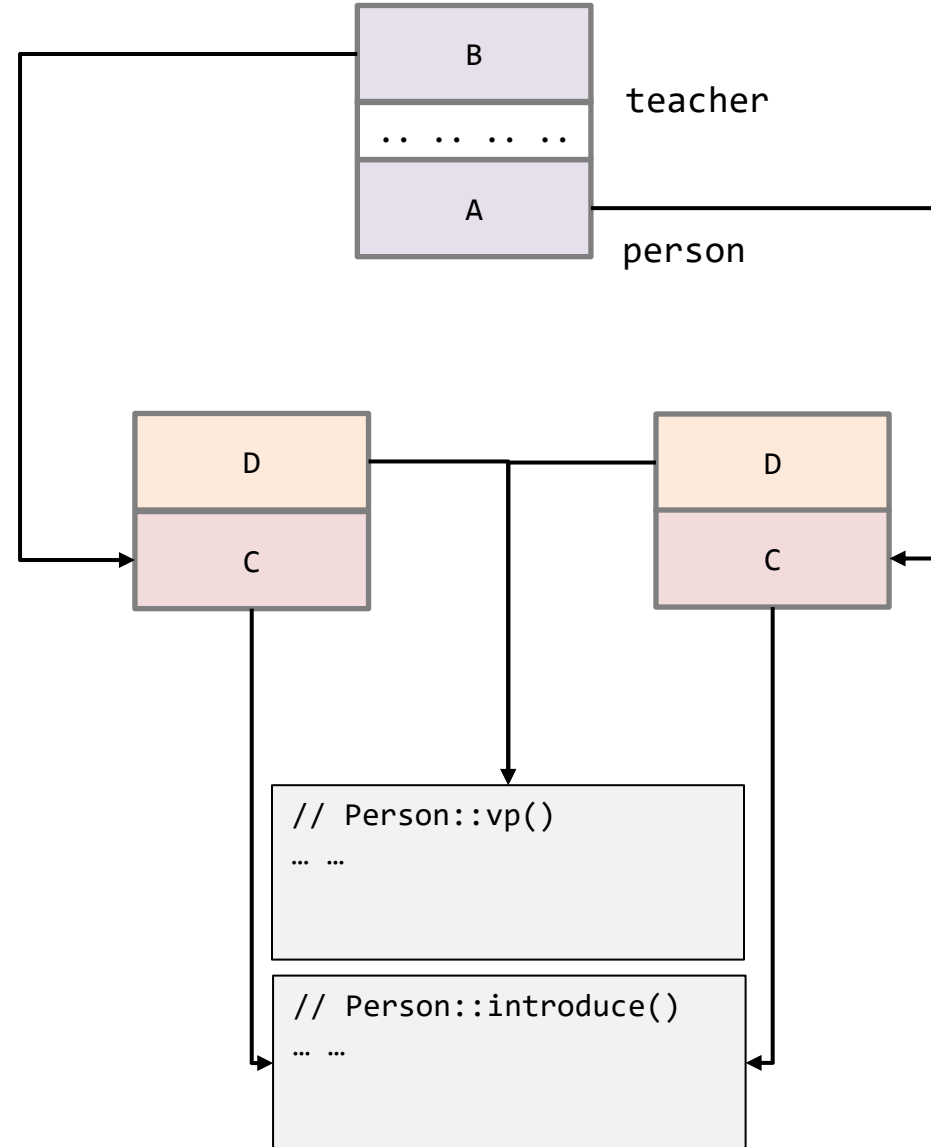 B
teacher
.. .. .. ..
A
person
D
D
C
C
// Person::vp()
… …
// Person::introduce()
… …